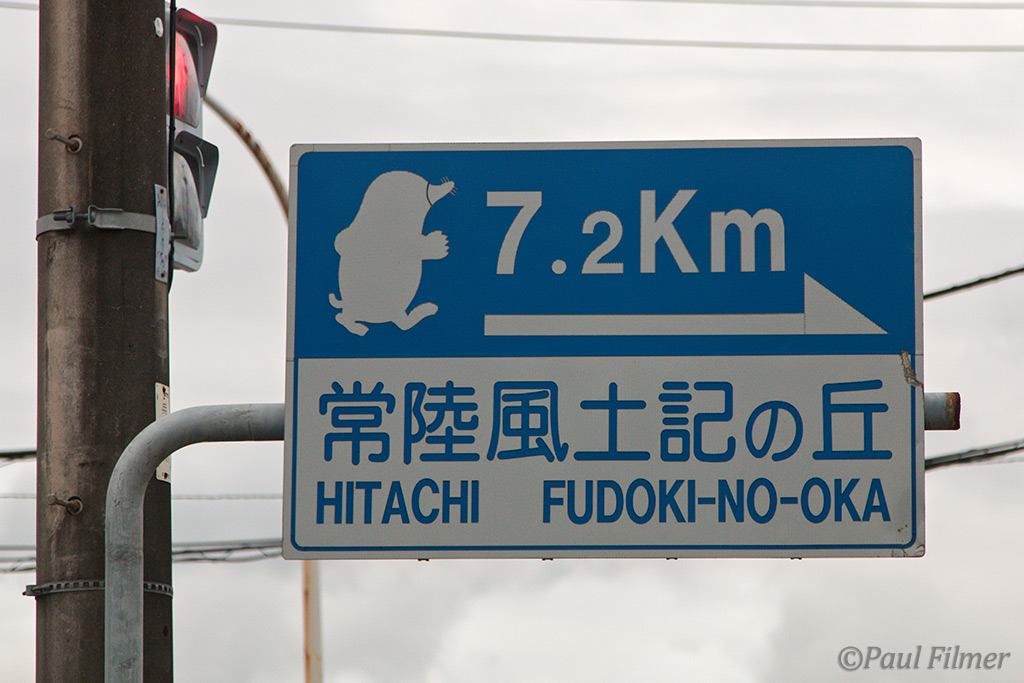 7.2Km
常陸風土記の丘
HITACHI FUDOKI-NO-OKA
©Paul Filmer